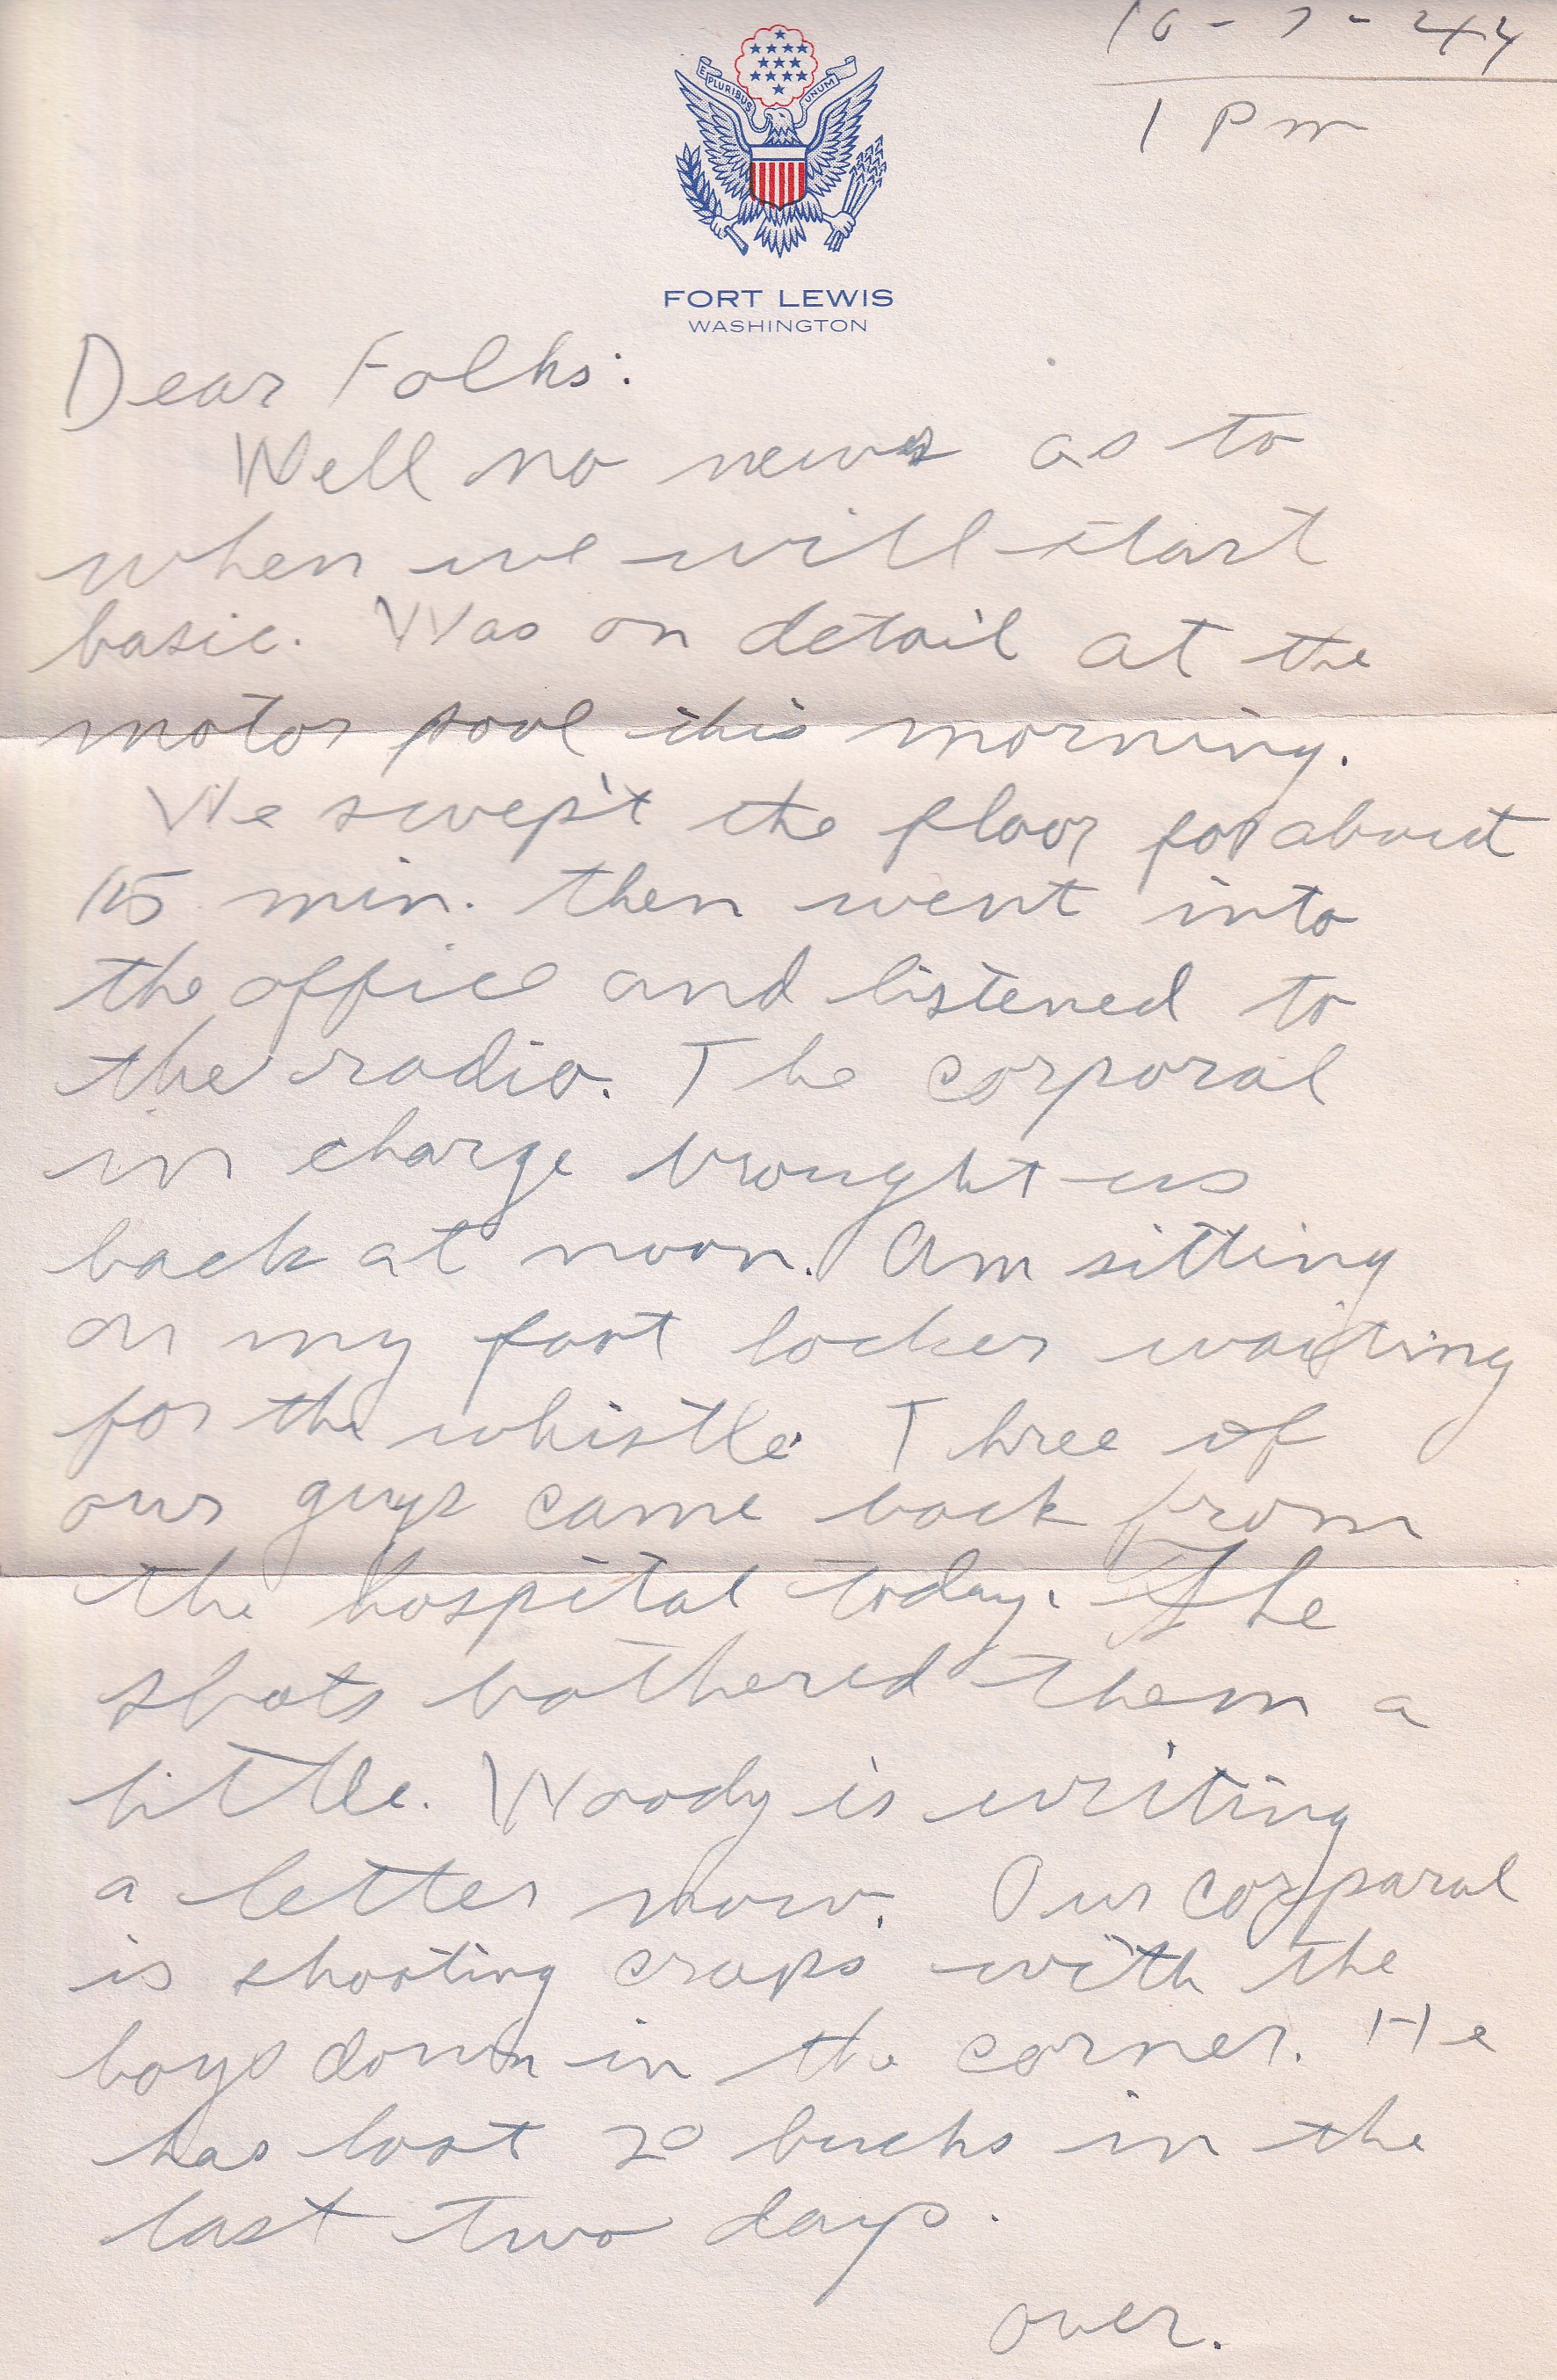 10-7-44
1 Pm
E PLURIBUS UNUM
FORT LEWIS
WASHINGTON
Dear Folks:
Well no news as to
when we will start
basic. Was on detail at the
motor pool this morning.
We swept the floor for about
15 min. then went into
the office and listened to
the radio. The corporal
in charge brought us
back at noon. Am sitting
on my foot locker waiting
for the whistle. Three of
our guys came back from
the hospital today. The
shots bothered them a
little. Woody is writing
a letter now. Our corporal
is shooting craps with the
boys down in the corner. He
has lost 20 bucks in the
last two days.
over.